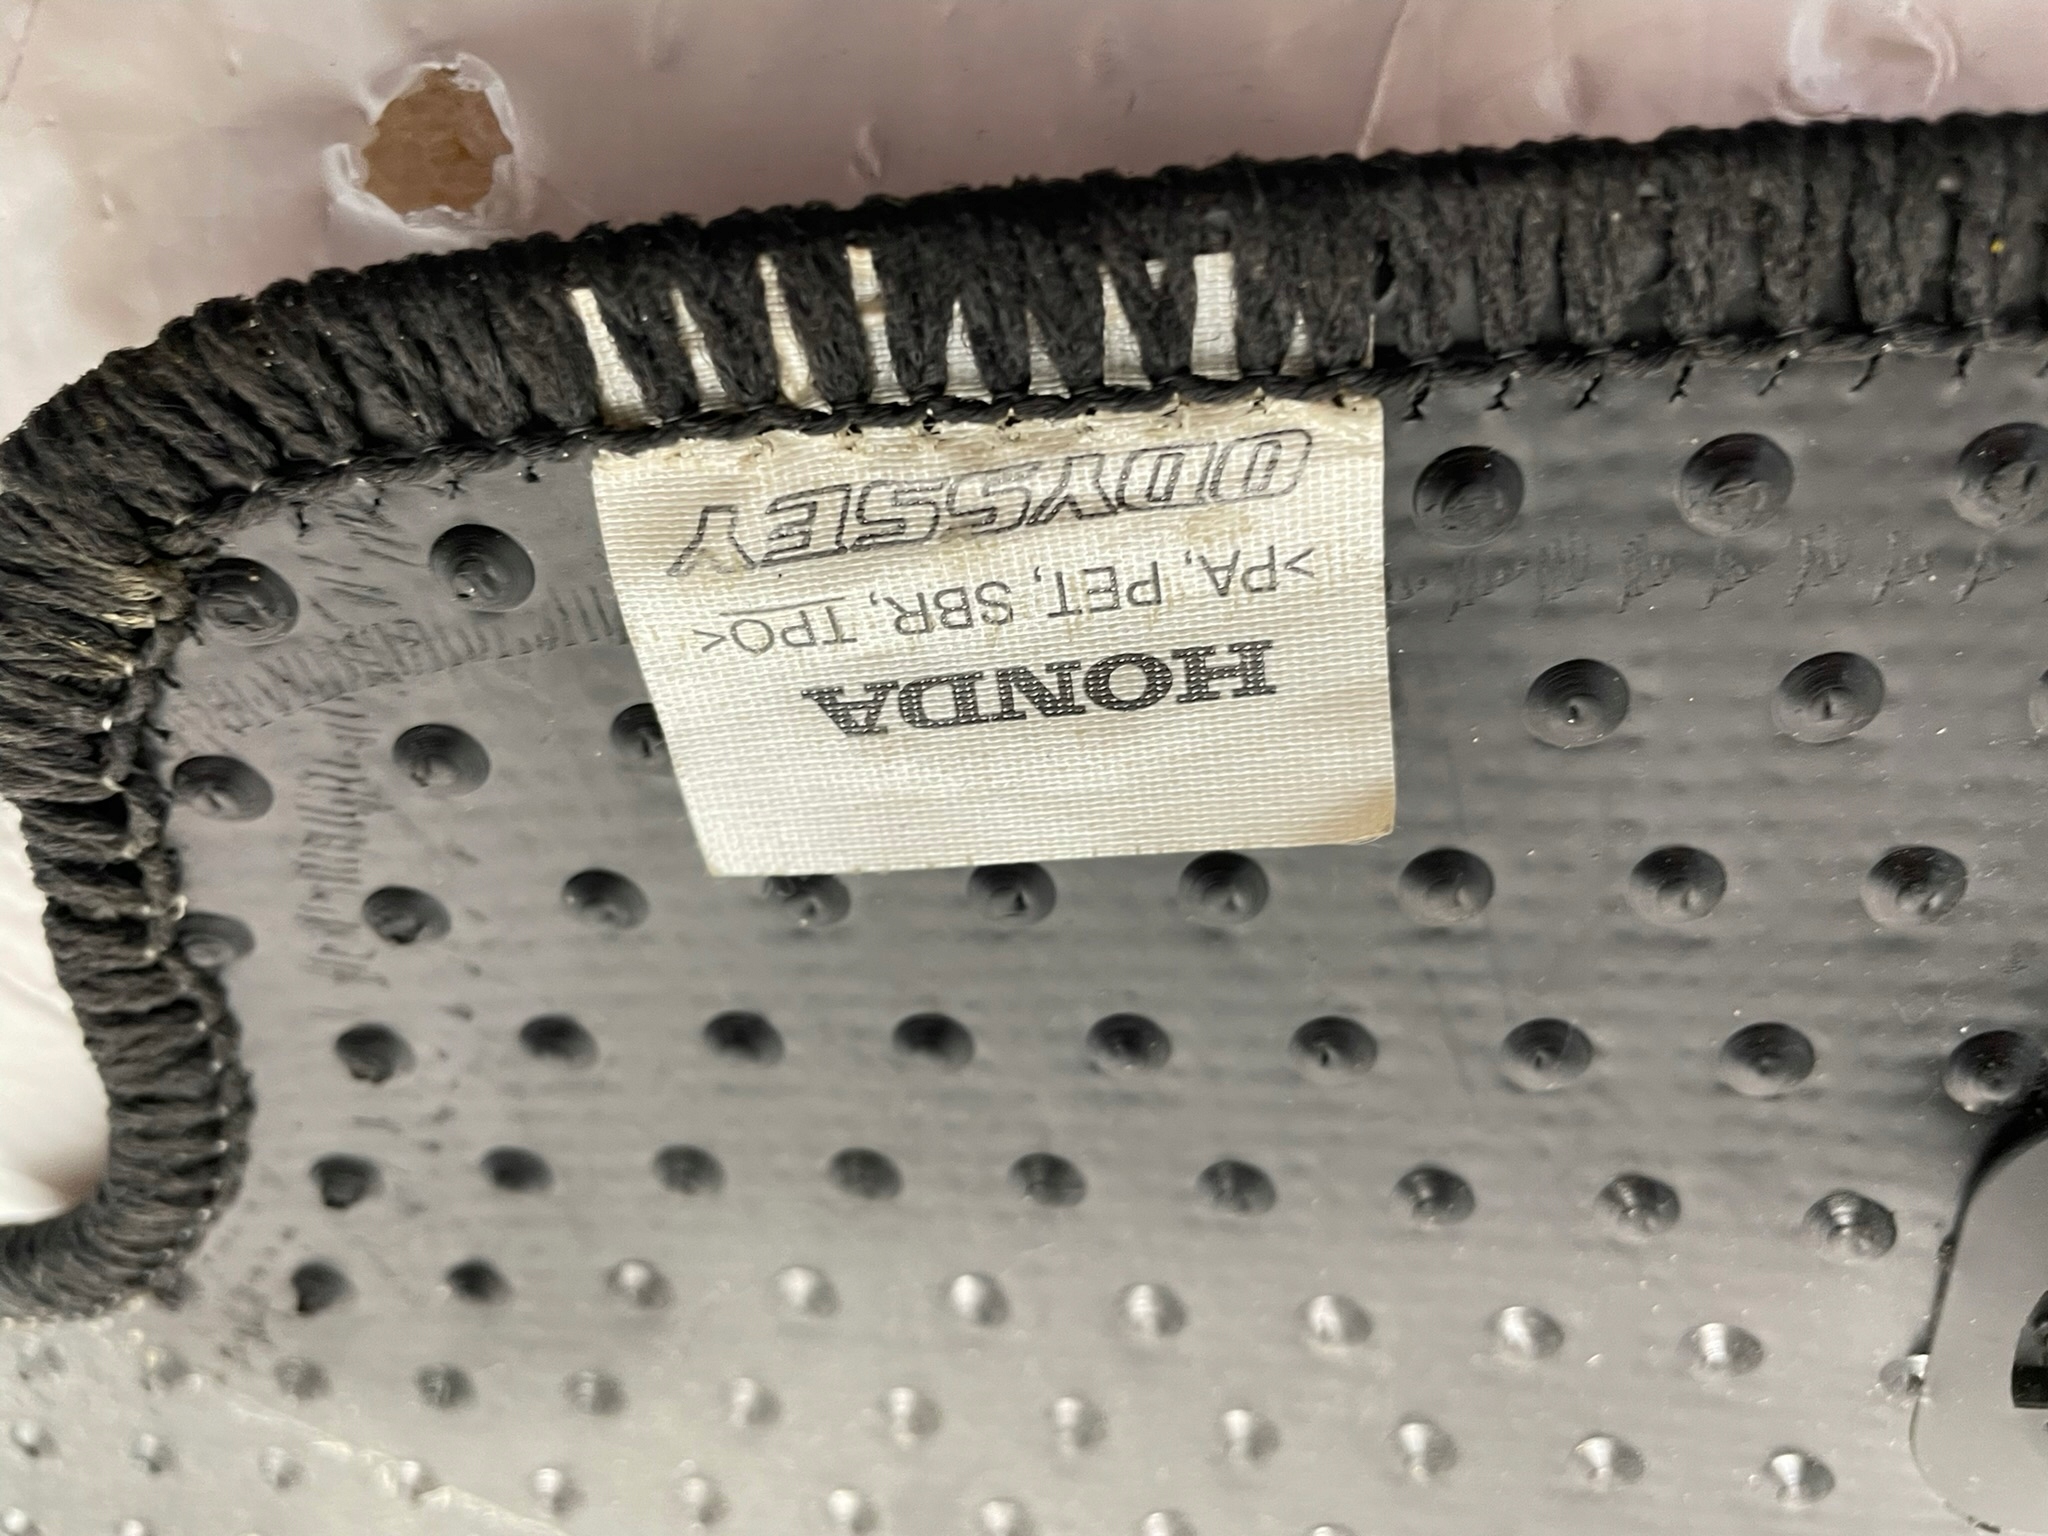 HONDA
>PA, PET, SBR, TPO<
ODYSSEY